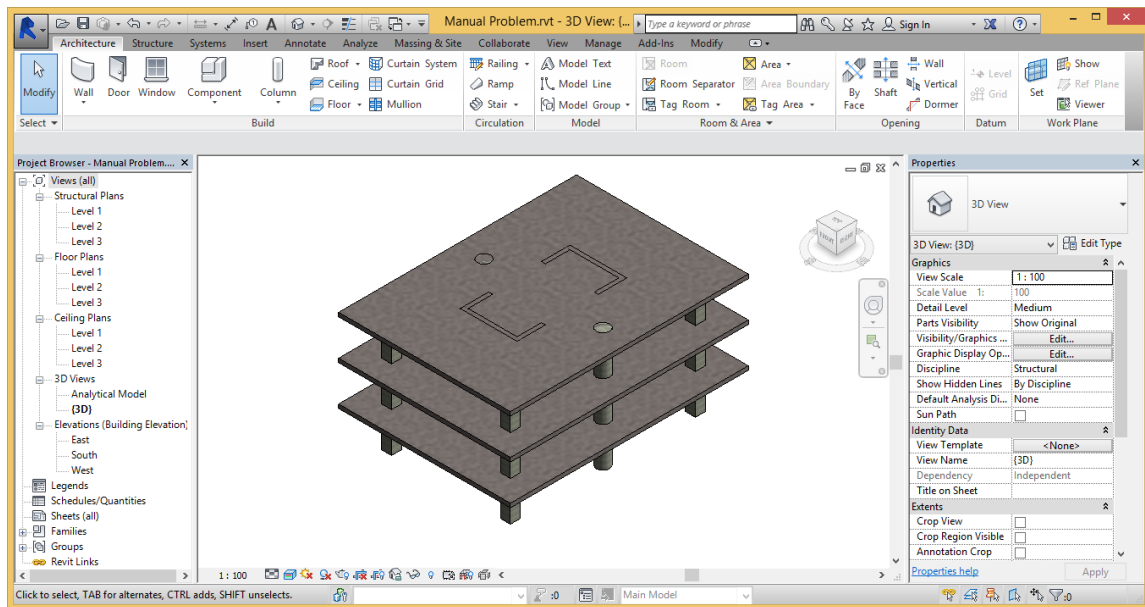 Manual Problem.rvt - 3D View: {...
Type a keyword or phrase
Sign In
Architecture Structure Systems Insert Annotate Analyze Massing & Site Collaborate View Manage Add-Ins Modify
Modify
Wall Door Window Component Column
Roof Curtain System
Ceiling Curtain Grid
Floor Mullion
Railing
Ramp
Stair
Model Text
Model Line
Model Group
Room
Room Separator
Tag Room
Area
Area Boundary
Tag Area
By Face
Shaft
Wall
Vertical
Dormer
Level
Grid
Set
Show
Ref Plane
Viewer
Select Build Circulation Model Room & Area Opening Datum Work Plane
Project Browser - Manual Problem....
Views (all)
Structural Plans
Level 1
Level 2
Level 3
Floor Plans
Level 1
Level 2
Level 3
Ceiling Plans
Level 1
Level 2
Level 3
3D Views
Analytical Model
{3D}
Elevations (Building Elevation)
East
South
West
Legends
Schedules/Quantities
Sheets (all)
Families
Groups
Revit Links
Properties
3D View
3D View: {3D} Edit Type
Graphics
View Scale 1 : 100
Scale Value 1: 100
Detail Level Medium
Parts Visibility Show Original
Visibility/Graphics ... Edit...
Graphic Display Op... Edit...
Discipline Structural
Show Hidden Lines By Discipline
Default Analysis Di... None
Sun Path
Identity Data
View Template <None>
View Name {3D}
Dependency Independent
Title on Sheet
Extents
Crop View
Crop Region Visible
Annotation Crop
Properties help Apply
1 : 100
Click to select, TAB for alternates, CTRL adds, SHIFT unselects.
:0
Main Model
:0